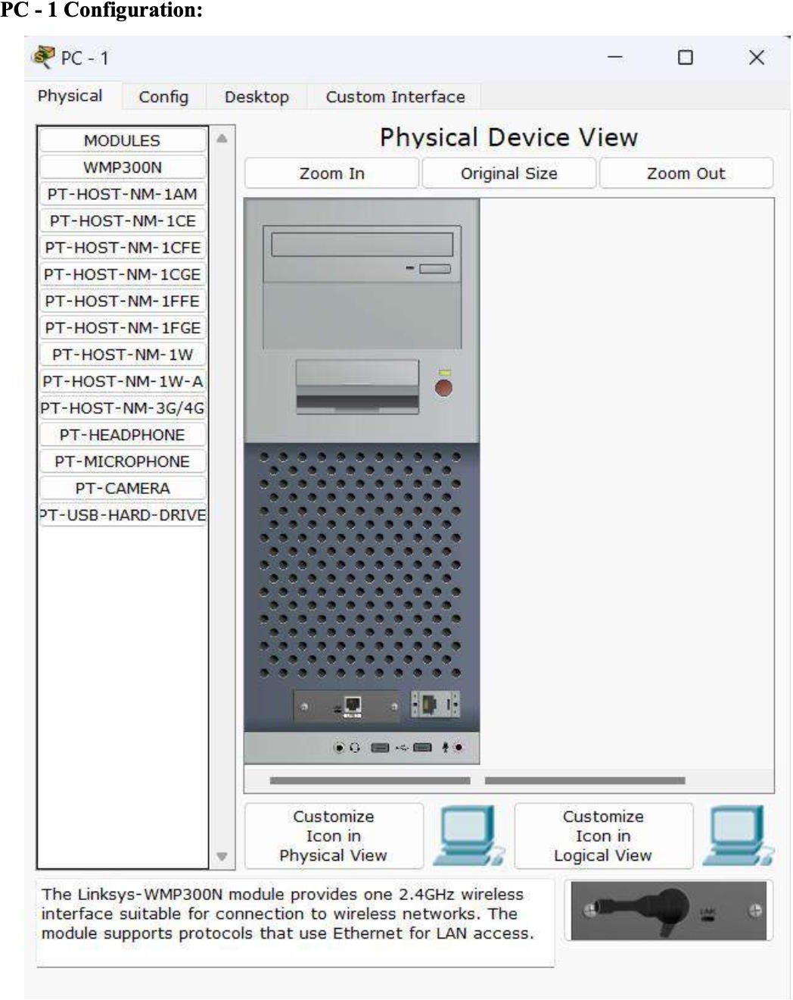 PC - 1 Configuration:
PC - 1
Physical Config Desktop Custom Interface
MODULES
WMP300N
PT-HOST-NM-1AM
PT-HOST-NM-1CE
PT-HOST-NM-1CFE
PT-HOST-NM-1CGE
PT-HOST-NM-1FFE
PT-HOST-NM-1FGE
PT-HOST-NM-1W
PT-HOST-NM-1W-A
PT-HOST-NM-3G/4G
PT-HEADPHONE
PT-MICROPHONE
PT-CAMERA
PT-USB-HARD-DRIVE
Physical Device View
Zoom In Original Size Zoom Out
Customize
Icon in
Physical View
Customize
Icon in
Logical View
The Linksys-WMP300N module provides one 2.4GHz wireless
interface suitable for connection to wireless networks. The
module supports protocols that use Ethernet for LAN access.